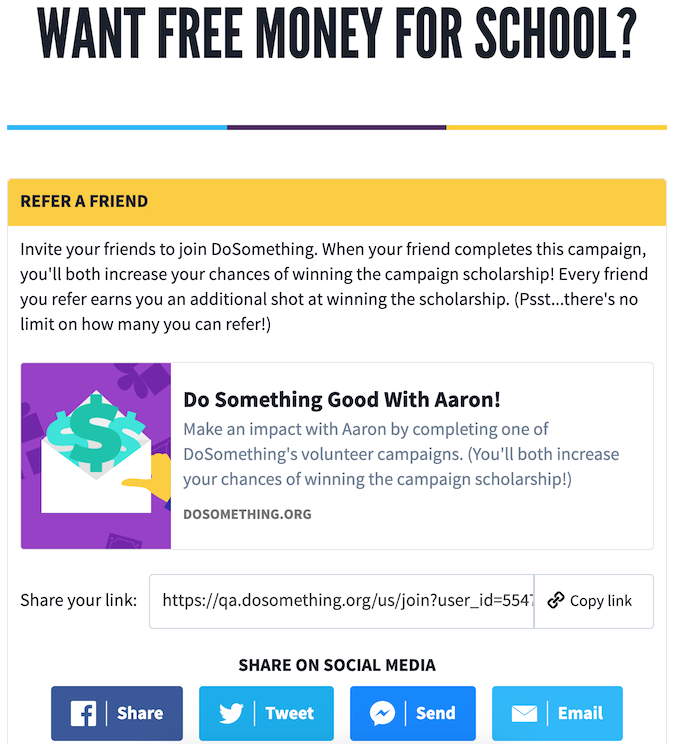 WANT FREE MONEY FOR SCHOOL?
REFER A FRIEND
Invite your friends to join DoSomething. When your friend completes this campaign,
you'll both increase your chances of winning the campaign scholarship! Every friend
you refer earns you an additional shot at winning the scholarship. (Psst...there's no
limit on how many you can refer!)
Do Something Good With Aaron!
Make an impact with Aaron by completing one of
DoSomething's volunteer campaigns. (You'll both increase
your chances of winning the campaign scholarship!)
DOSOMETHING.ORG
Share your link: https://qa.dosomething.org/us/join?user_id=5547 Copy link
SHARE ON SOCIAL MEDIA
Share Tweet Send Email